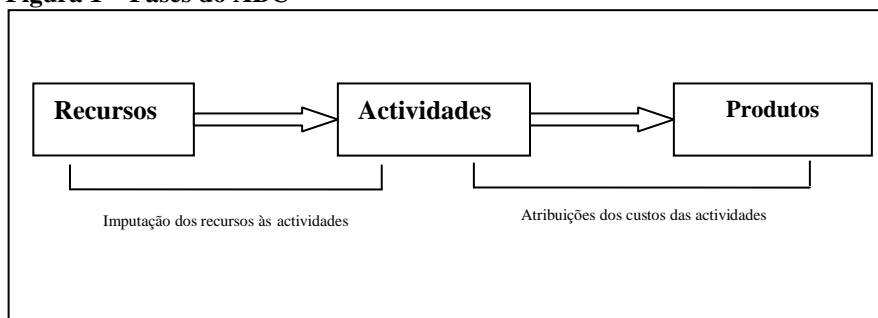 Figura 1 – Fases do ABC
Recursos
Actividades
Produtos
Imputação dos recursos às actividades
Atribuições dos custos das actividades